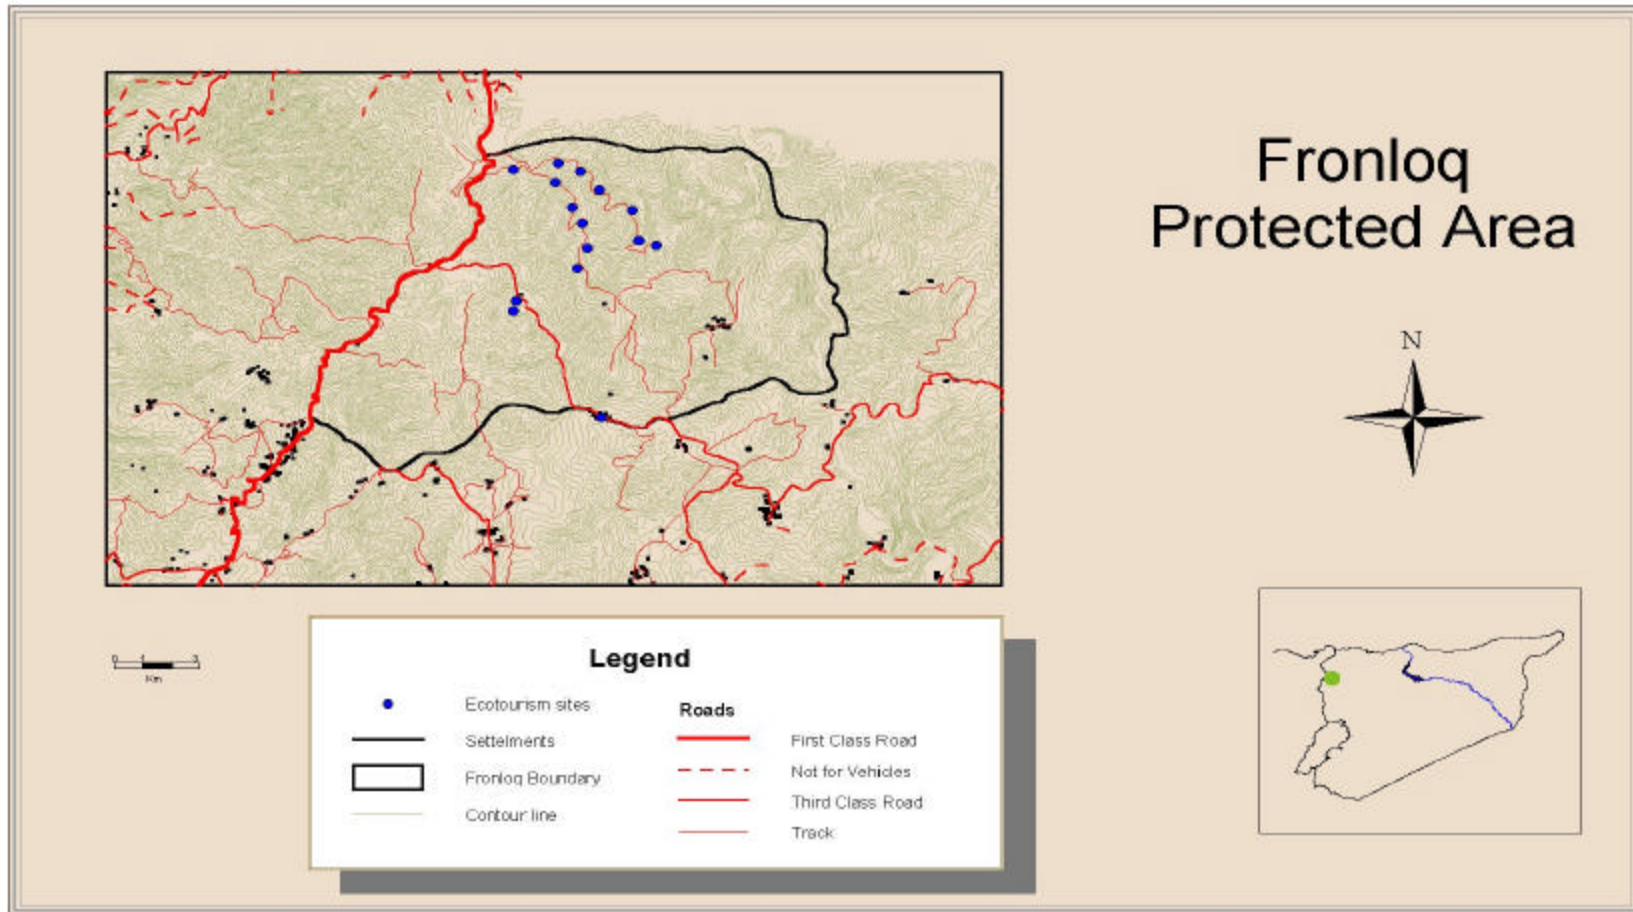 Fronloq
Protected Area
N
Km
Legend
Ecotourism sites
Settelments
Fronloq Boundary
Contour line
Roads
First Class Road
Not for Vehicles
Third Class Road
Track